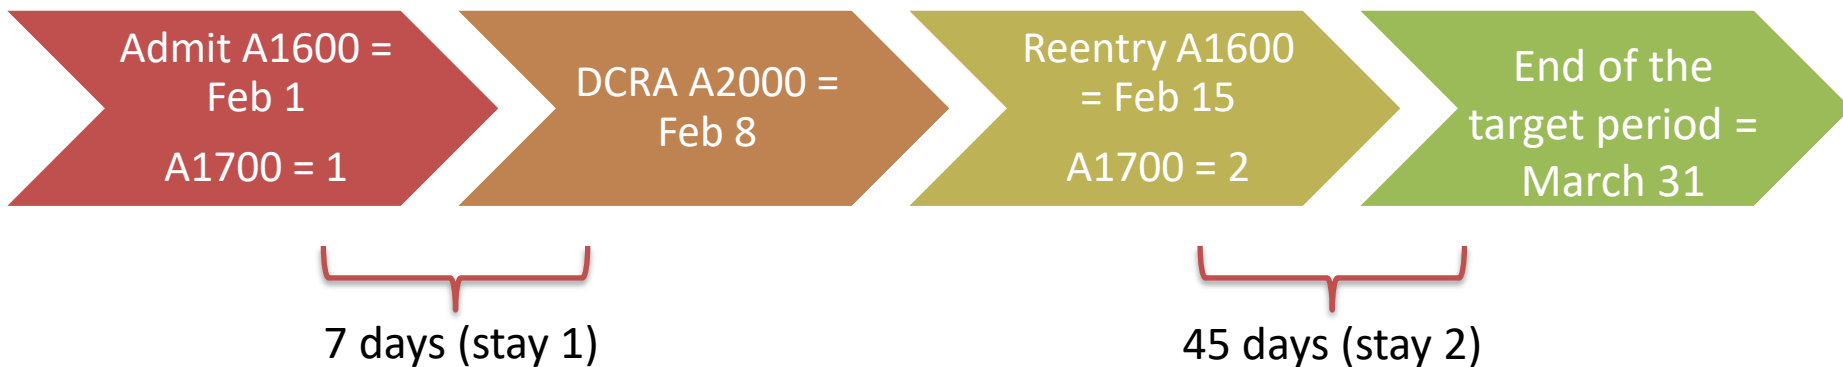 Admit A1600 =
Feb 1
A1700 = 1
DCRA A2000 =
Feb 8
Reentry A1600
= Feb 15
A1700 = 2
End of the
target period =
March 31
7 days (stay 1)
45 days (stay 2)